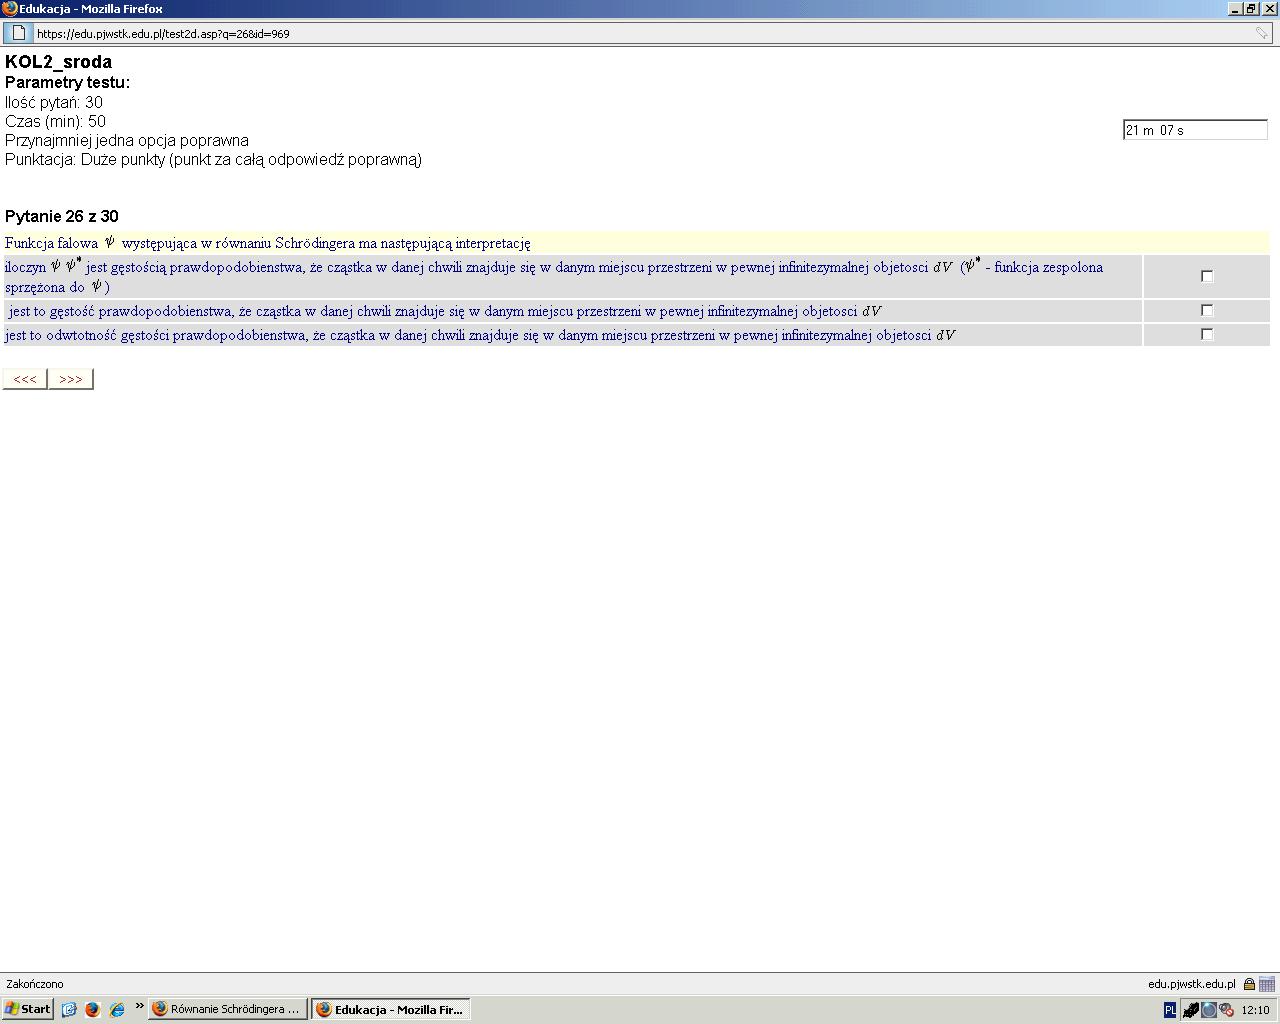 Edukacja - Mozilla Firefox
https://edu.pjwstk.edu.pl/test2d.asp?q=26&id=969
KOL2_sroda
Parametry testu:
Ilość pytań: 30
Czas (min): 50
Przynajmniej jedna opcja poprawna
Punktacja: Duże punkty (punkt za całą odpowiedź poprawną)
21 m 07 s
Pytanie 26 z 30
Funkcja falowa ψ występująca w równaniu Schrödingera ma następującą interpretację
iloczyn ψ ψ* jest gęstością prawdopodobienstwa, że cząstka w danej chwili znajduje się w danym miejscu przestrzeni w pewnej infinitezymalnej objetosci dV (ψ* - funkcja zespolona
sprzężona do ψ)
jest to gęstość prawdopodobienstwa, że cząstka w danej chwili znajduje się w danym miejscu przestrzeni w pewnej infinitezymalnej objetosci dV
jest to odwtotność gęstości prawdopodobienstwa, że cząstka w danej chwili znajduje się w danym miejscu przestrzeni w pewnej infinitezymalnej objetosci dV
<<< >>>
Zakończono
edu.pjwstk.edu.pl
Start » Równanie Schrödingera ... Edukacja - Mozilla Fir... PL 12:10